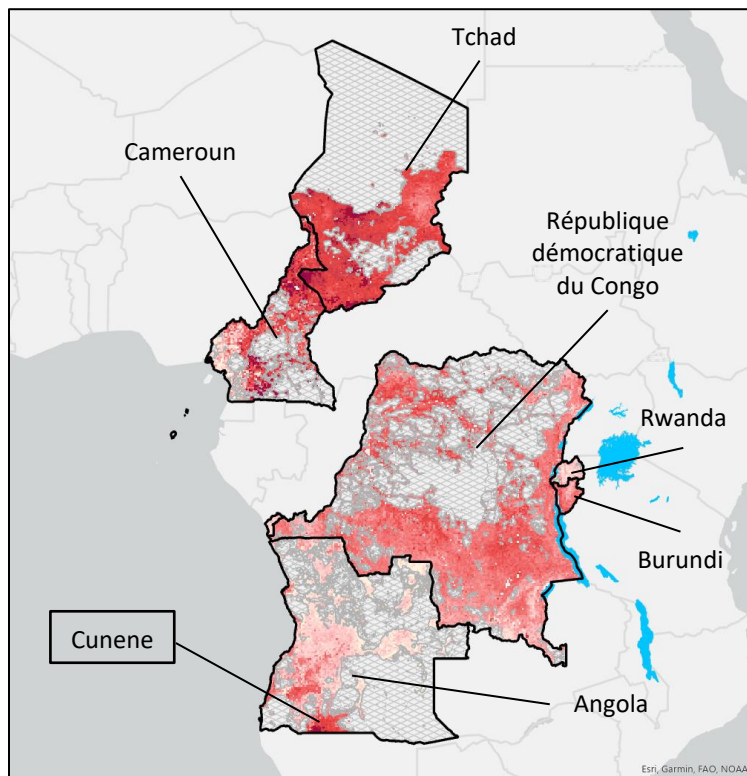 Tchad
Cameroun
République
démocratique
du Congo
Rwanda
Burundi
Cunene
Angola
Esri, Garmin, FAO, NOAA